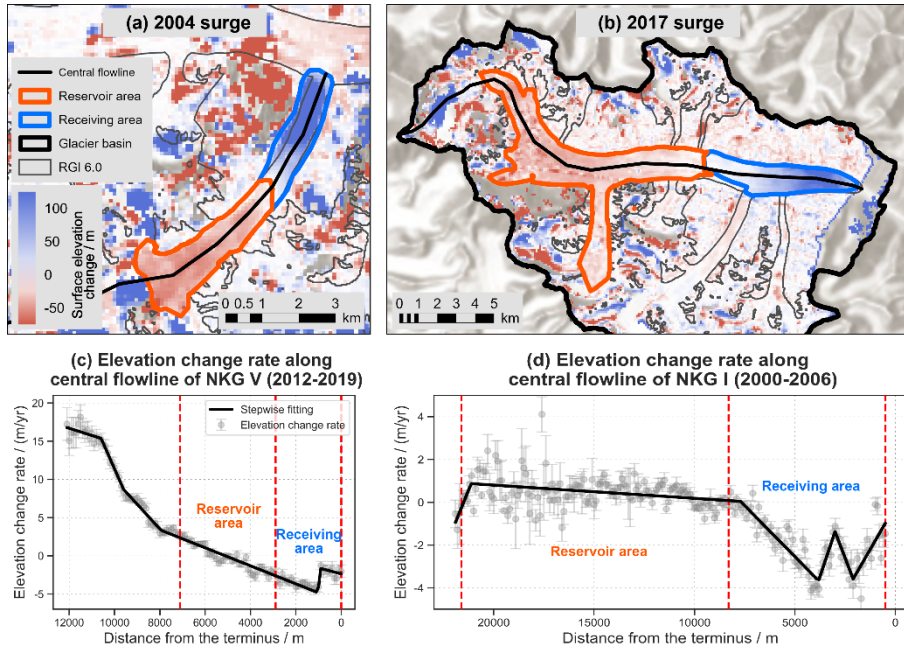 (a) 2004 surge
Central flowline
Reservoir area
Receiving area
Glacier basin
RGI 6.0
100
50
0
-50
Surface elevation
change / m
0 0.5 1 2 3
km
(b) 2017 surge
0 1 2 3 4 5
km
(c) Elevation change rate along
central flowline of NKG V (2012-2019)
Elevation change rate / (m/yr)
20
15
10
5
0
-5
Stepwise fitting
Elevation change rate
Reservoir
area
Receiving
area
12000 10000 8000 6000 4000 2000 0
Distance from the terminus / m
(d) Elevation change rate along
central flowline of NKG I (2000-2006)
Elevation change rate / (m/yr)
4
2
0
-2
-4
Receiving area
Reservoir area
20000 15000 10000 5000 0
Distance from the terminus / m